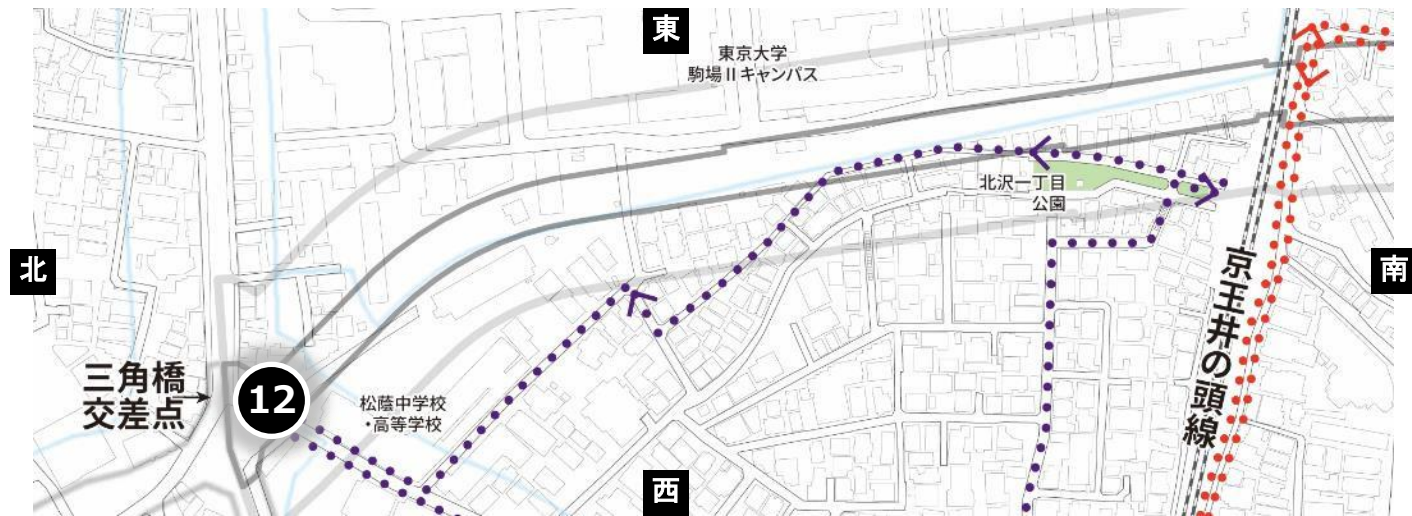 東
東京大学
駒場Ⅱキャンパス
北沢一丁目
公園
北
南
京王井の頭線
三角橋
交差点
12
松蔭中学校
・高等学校
西